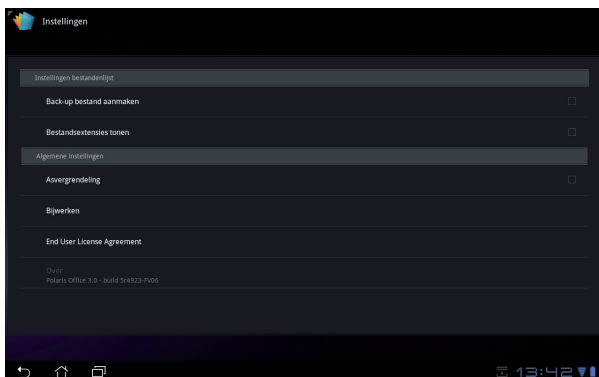 Instellingen
Instellingen bestandenlijst
Back-up bestand aanmaken
Bestandsextensies tonen
Algemene instellingen
Asvergrendeling
Bijwerken
End User License Agreement
Over
Polaris Office 3.0 - build 5r4923-FV06
13:42